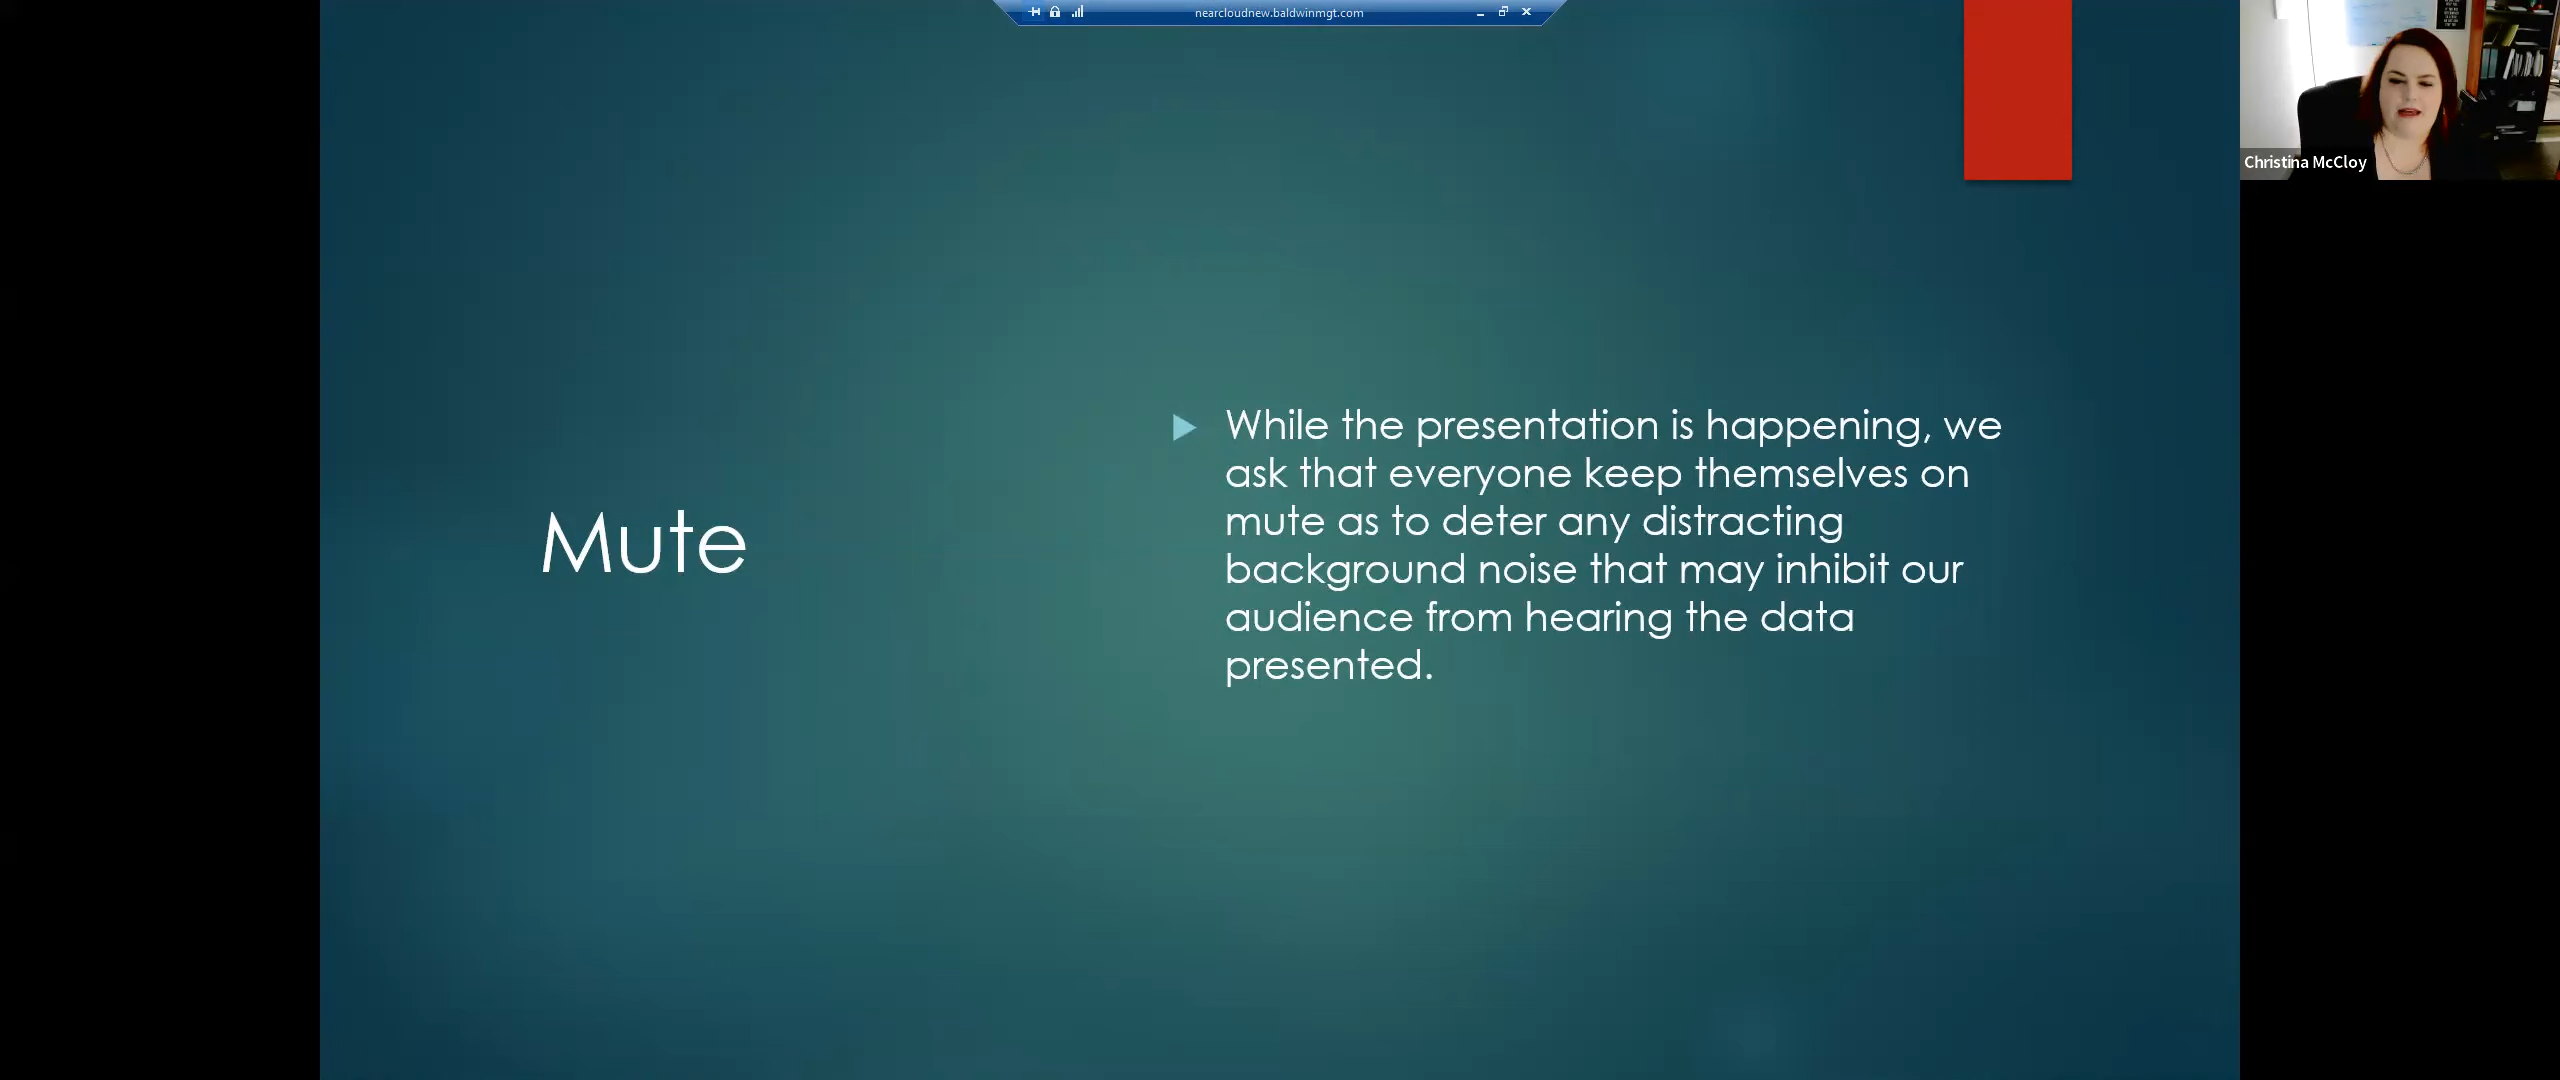 nearcloudnew.baldwinmgt.com
Christina McCloy
Mute
While the presentation is happening, we
ask that everyone keep themselves on
mute as to deter any distracting
background noise that may inhibit our
audience from hearing the data
presented.